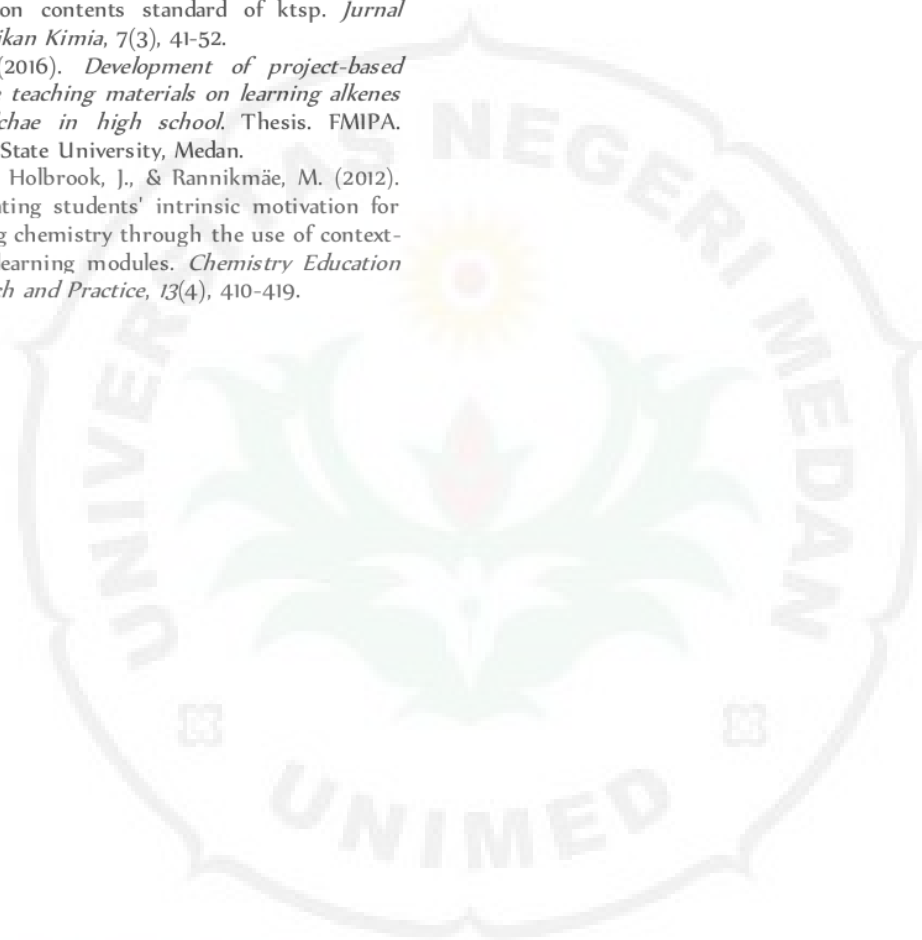 on contents standard of ktsp. Jurnal
ikan Kimia, 7(3), 41-52.
(2016). Development of project-based
teaching materials on learning alkenes
chae in high school. Thesis. FMIPA.
State University, Medan.
Holbrook, J., & Rannikmäe, M. (2012).
ating students' intrinsic motivation for
g chemistry through the use of context-
learning modules. Chemistry Education
ch and Practice, 13(4), 410-419.
UNIVERSITAS NEGERI MEDAN
UNIMED